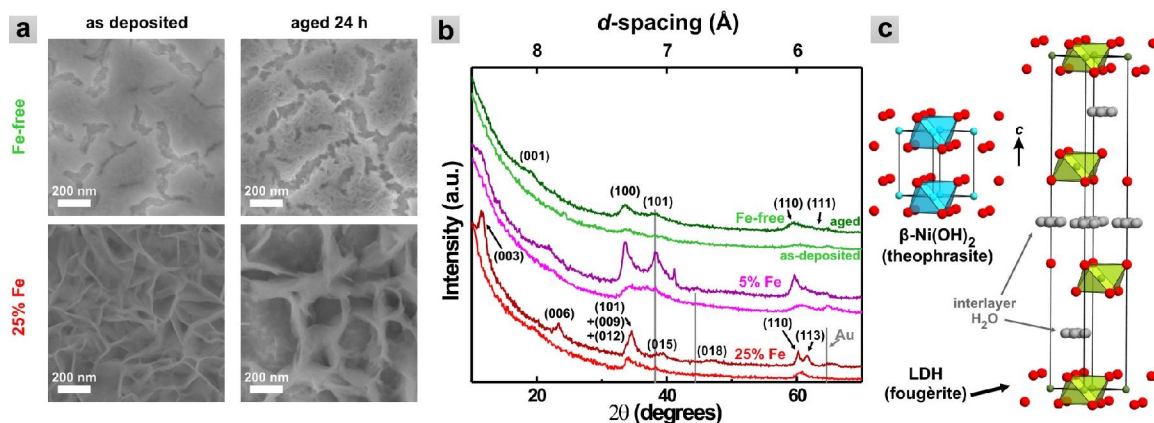 a
as deposited
aged 24 h
Fe-free
200 nm
200 nm
25% Fe
200 nm
200 nm
b
d-spacing (Å)
8 7 6
Intensity (a.u.)
(001)
(100)
(101)
(110)
(111)
Fe-free
aged
as-deposited
(003)
5% Fe
(006)
(101)
+(009)
+(012)
(015)
(018)
(110)
(113)
Au
25% Fe
20 40 60
2θ (degrees)
c
c
β-Ni(OH)2
(theophrasite)
interlayer
H2O
LDH
(fougèrite)